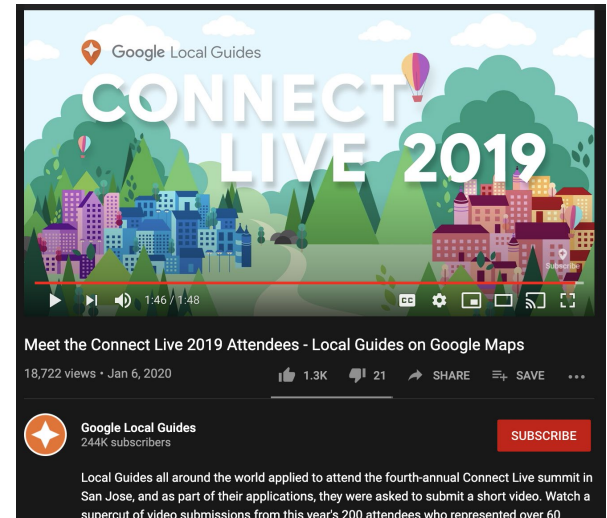 Google Local Guides
CONNECT
LIVE 2019
Subscribe
1:46 / 1:48
CC
Meet the Connect Live 2019 Attendees - Local Guides on Google Maps
18,722 views • Jan 6, 2020
1.3K 21 SHARE SAVE
Google Local Guides
244K subscribers
SUBSCRIBE
Local Guides all around the world applied to attend the fourth-annual Connect Live summit in
San Jose, and as part of their applications, they were asked to submit a short video. Watch a
supercut of video submissions from this year's 200 attendees who represented over 60